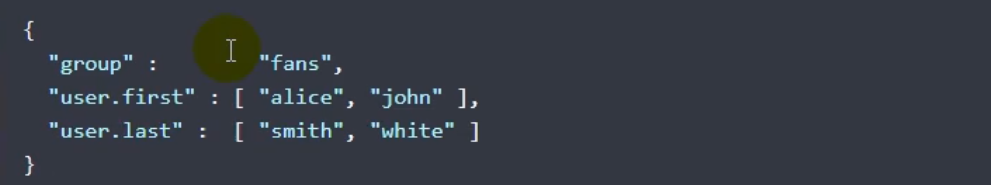 {
"group" : "fans",
"user.first" : [ "alice", "john" ],
"user.last" : [ "smith", "white" ]
}